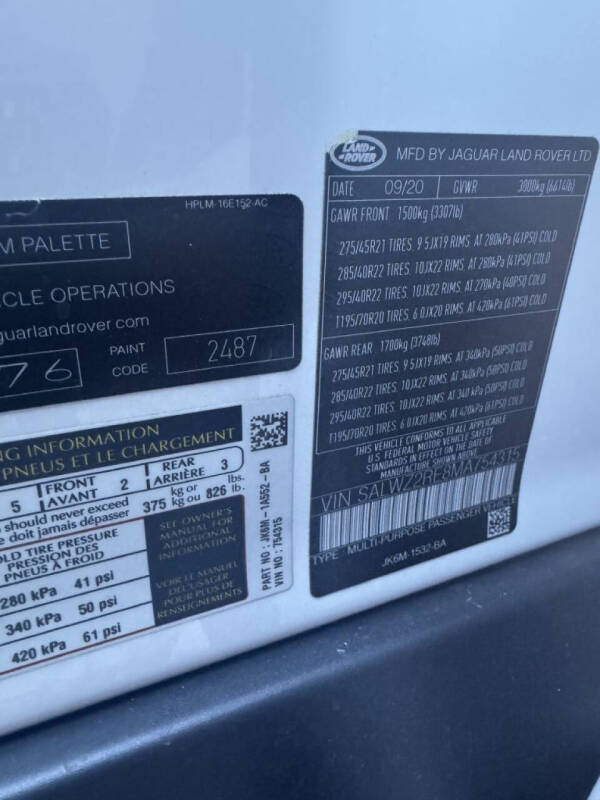 HPLM-16E152-AC
M PALETTE
CLE OPERATIONS
guarlandrover.com
76
PAINT CODE 2487
NG INFORMATION
PNEUS ET LE CHARGEMENT
5 FRONT AVANT 2 REAR ARRIÈRE 3
should never exceed
e doit jamais dépasser 375 kg or kg ou 826 lbs. lb.
OLD TIRE PRESSURE
PRESSION DES
PNEUS À FROID
280 kPa 41 psi
340 kPa 50 psi
420 kPa 61 psi
SEE OWNER'S
MANUAL FOR
ADDITIONAL
INFORMATION
VOIR LE MANUEL
DE L'USAGER
POUR PLUS DE
RENSEIGNEMENTS
PART NO : JK6M-1A552-BA
VIN NO : 754315
LAND ROVER
MFD BY JAGUAR LAND ROVER LTD
DATE 09/20 GVWR 3000kg (6614lb)
GAWR FRONT 1500kg (3307lb)
275/45R21 TIRES, 9 5JX19 RIMS, AT 280kPa (41PSI) COLD
285/40R22 TIRES, 10JX22 RIMS, AT 280kPa (41PSI) COLD
295/40R22 TIRES, 10JX22 RIMS, AT 270kPa (40PSI) COLD
T195/70R20 TIRES, 6 0JX20 RIMS, AT 420kPa (61PSI) COLD
GAWR REAR 1700kg (3748lb)
275/45R21 TIRES, 9 5JX19 RIMS, AT 340kPa (50PSI) COLD
285/40R22 TIRES, 10JX22 RIMS, AT 340kPa (50PSI) COLD
295/40R22 TIRES, 10JX22 RIMS, AT 340 kPa (50PSI) COLD
T195/70R20 TIRES, 6 0JX20 RIMS, AT 420kPa (61PSI) COLD
THIS VEHICLE CONFORMS TO ALL APPLICABLE
U.S. FEDERAL MOTOR VEHICLE SAFETY
STANDARDS IN EFFECT ON THE DATE OF
MANUFACTURE SHOWN ABOVE
VIN SALWZ2RE8MA754315
TYPE MULTI-PURPOSE PASSENGER VEHICLE
JK6M-1532-BA